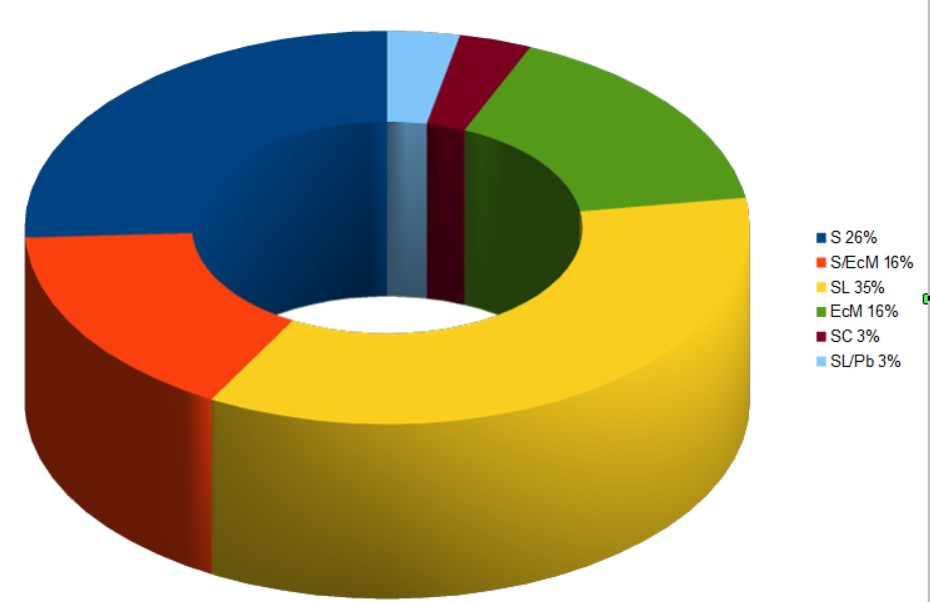 S 26%
S/EcM 16%
SL 35%
EcM 16%
SC 3%
SL/Pb 3%